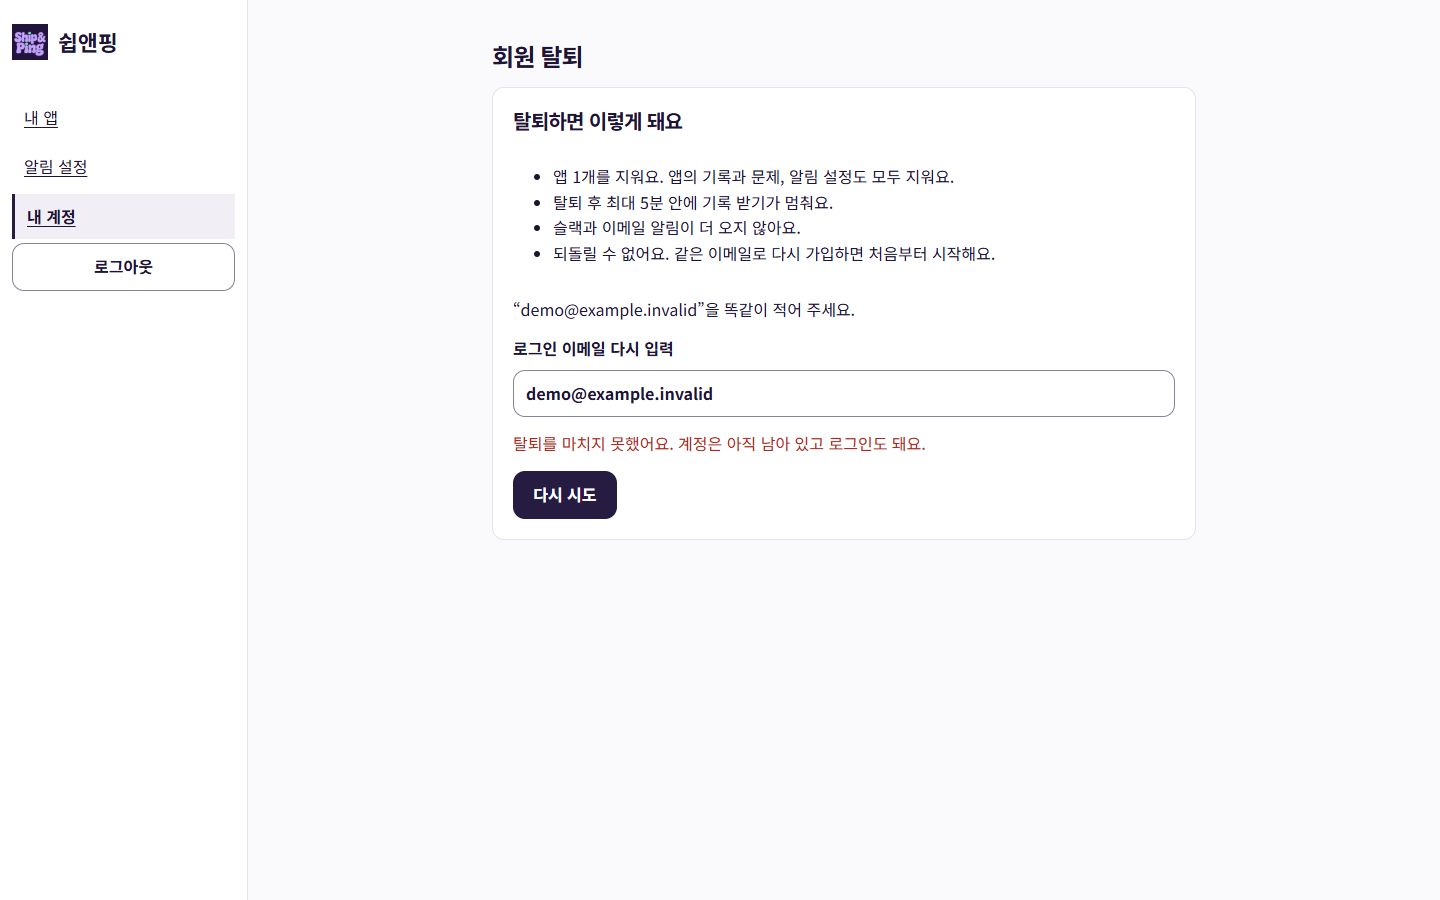 Ship&
Ping
쉽앤핑
내 앱
알림 설정
내 계정
로그아웃
회원 탈퇴
탈퇴하면 이렇게 돼요
앱 1개를 지워요. 앱의 기록과 문제, 알림 설정도 모두 지워요.
탈퇴 후 최대 5분 안에 기록 받기가 멈춰요.
슬랙과 이메일 알림이 더 오지 않아요.
되돌릴 수 없어요. 같은 이메일로 다시 가입하면 처음부터 시작해요.
“demo@example.invalid”을 똑같이 적어 주세요.
로그인 이메일 다시 입력
demo@example.invalid
탈퇴를 마치지 못했어요. 계정은 아직 남아 있고 로그인도 돼요.
다시 시도